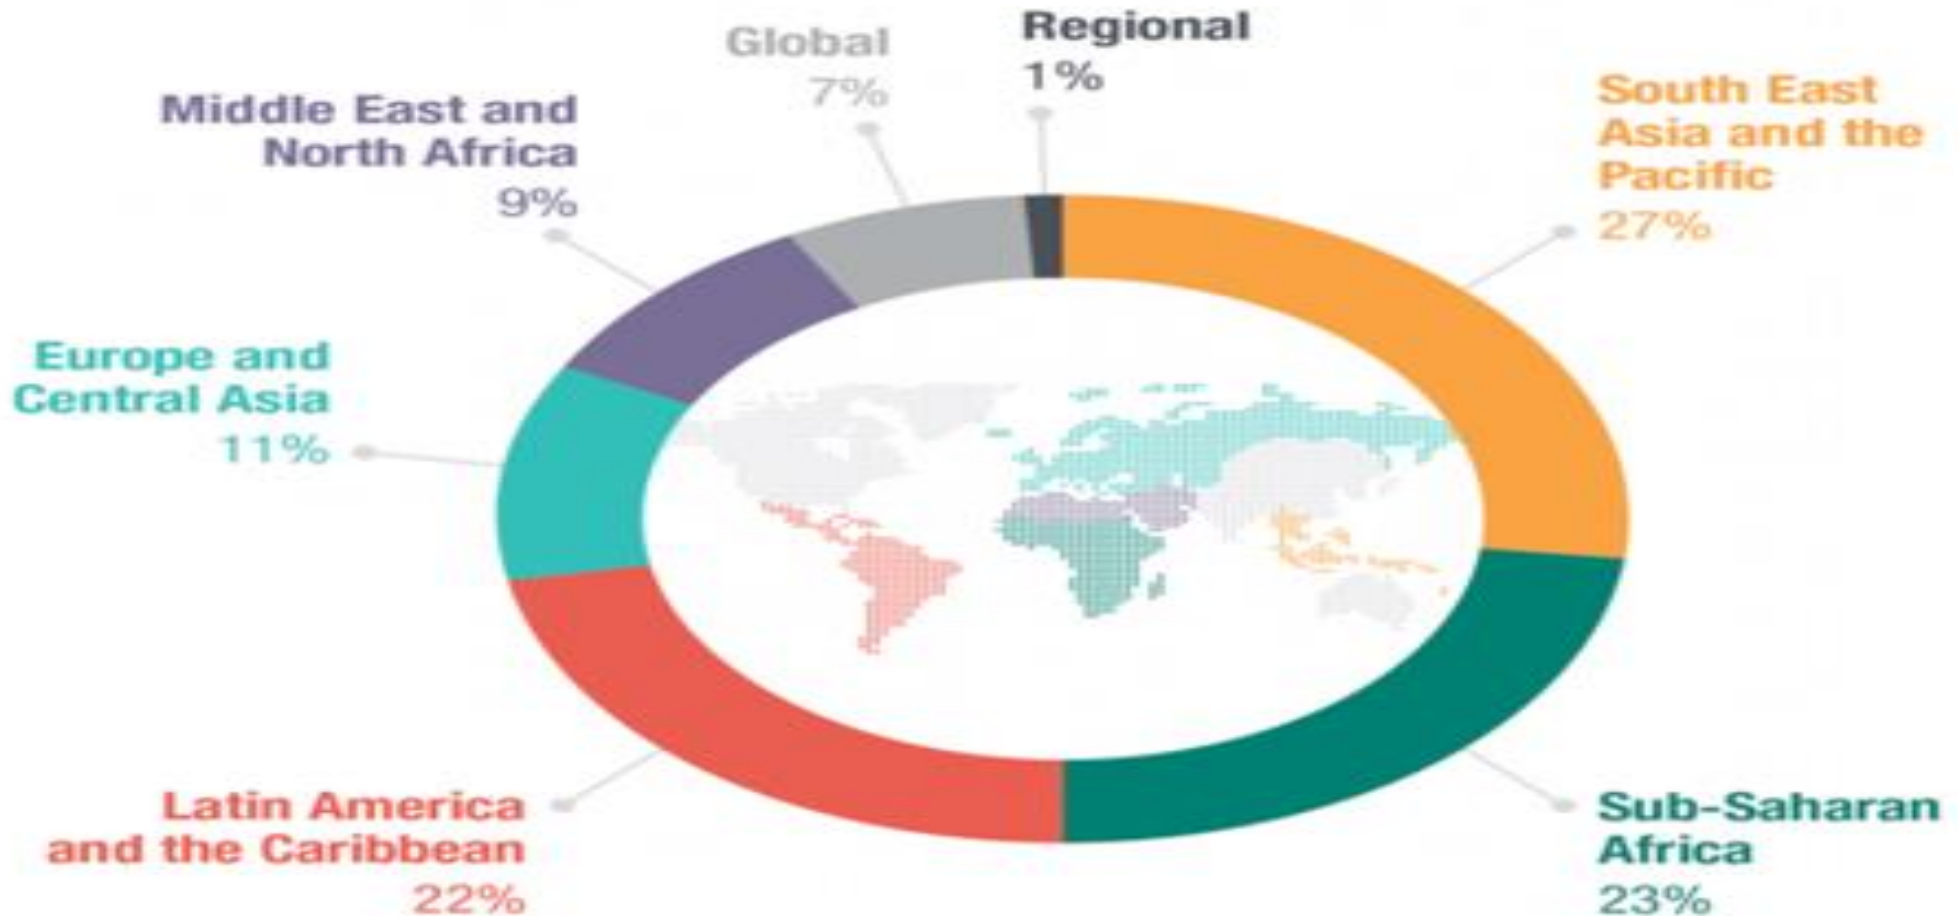 Regional
1%
Global
7%
South East
Asia and the
Pacific
27%
Middle East and
North Africa
9%
Europe and
Central Asia
11%
Latin America
and the Caribbean
22%
Sub-Saharan
Africa
23%